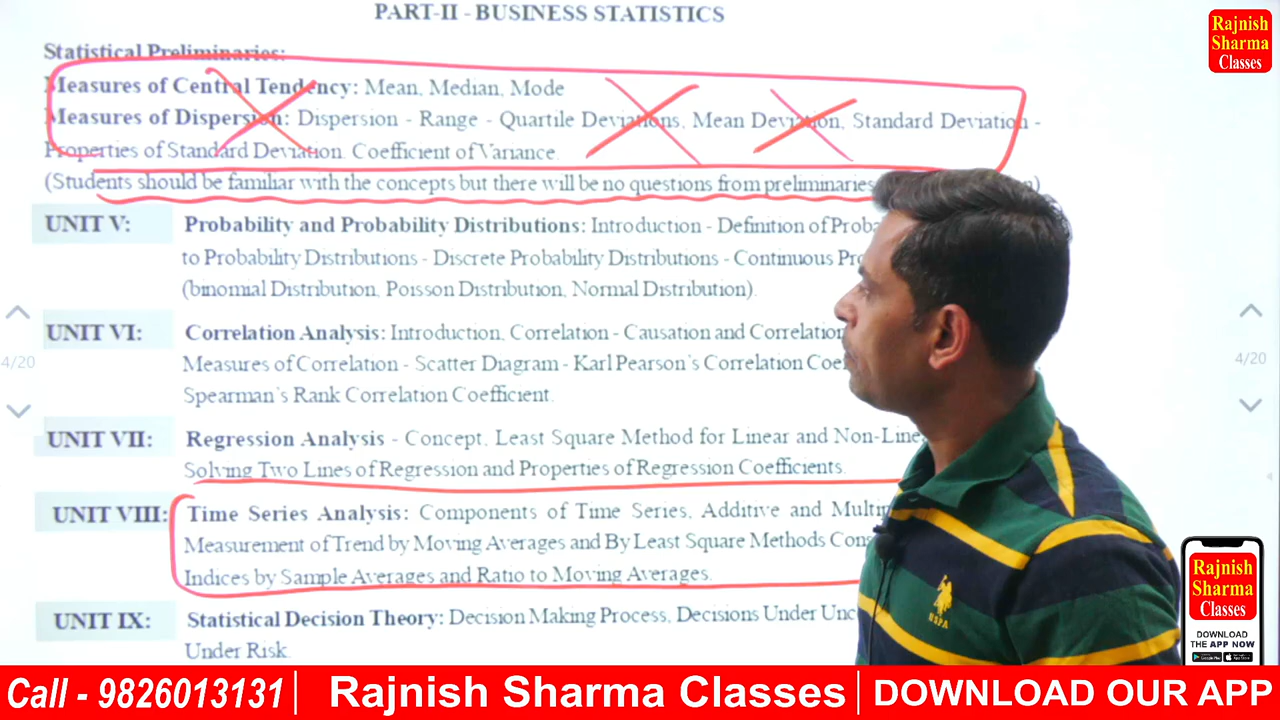 PART-II - BUSINESS STATISTICS
Rajnish
Sharma
Classes
Statistical Preliminaries:
Measures of Central Tendency: Mean, Median, Mode
Measures of Dispersion: Dispersion - Range - Quartile Deviations, Mean Deviation, Standard Deviation -
Properties of Standard Deviation. Coefficient of Variance.
(Students should be familiar with the concepts but there will be no questions from preliminaries
UNIT V: Probability and Probability Distributions: Introduction - Definition of
to Probability Distributions - Discrete Probability Distributions - Continuous
(binomial Distribution, Poisson Distribution, Normal Distribution).
UNIT VI: Correlation Analysis: Introduction, Correlation - Causation and Correlation
Measures of Correlation - Scatter Diagram - Karl Pearson's Correlation
Spearman's Rank Correlation Coefficient.
4/20
4/20
UNIT VII: Regression Analysis - Concept, Least Square Method for Linear and
Solving Two Lines of Regression and Properties of Regression Coefficients.
UNIT VIII: Time Series Analysis: Components of Time Series, Additive and
Measurement of Trend by Moving Averages and By Least Square Methods
Indices by Sample Averages and Ratio to Moving Averages.
UNIT IX: Statistical Decision Theory: Decision Making Process, Decisions Under
Under Risk.
Rajnish
Sharma
Classes
DOWNLOAD
THE APP NOW
Call - 9826013131 | Rajnish Sharma Classes | DOWNLOAD OUR APP